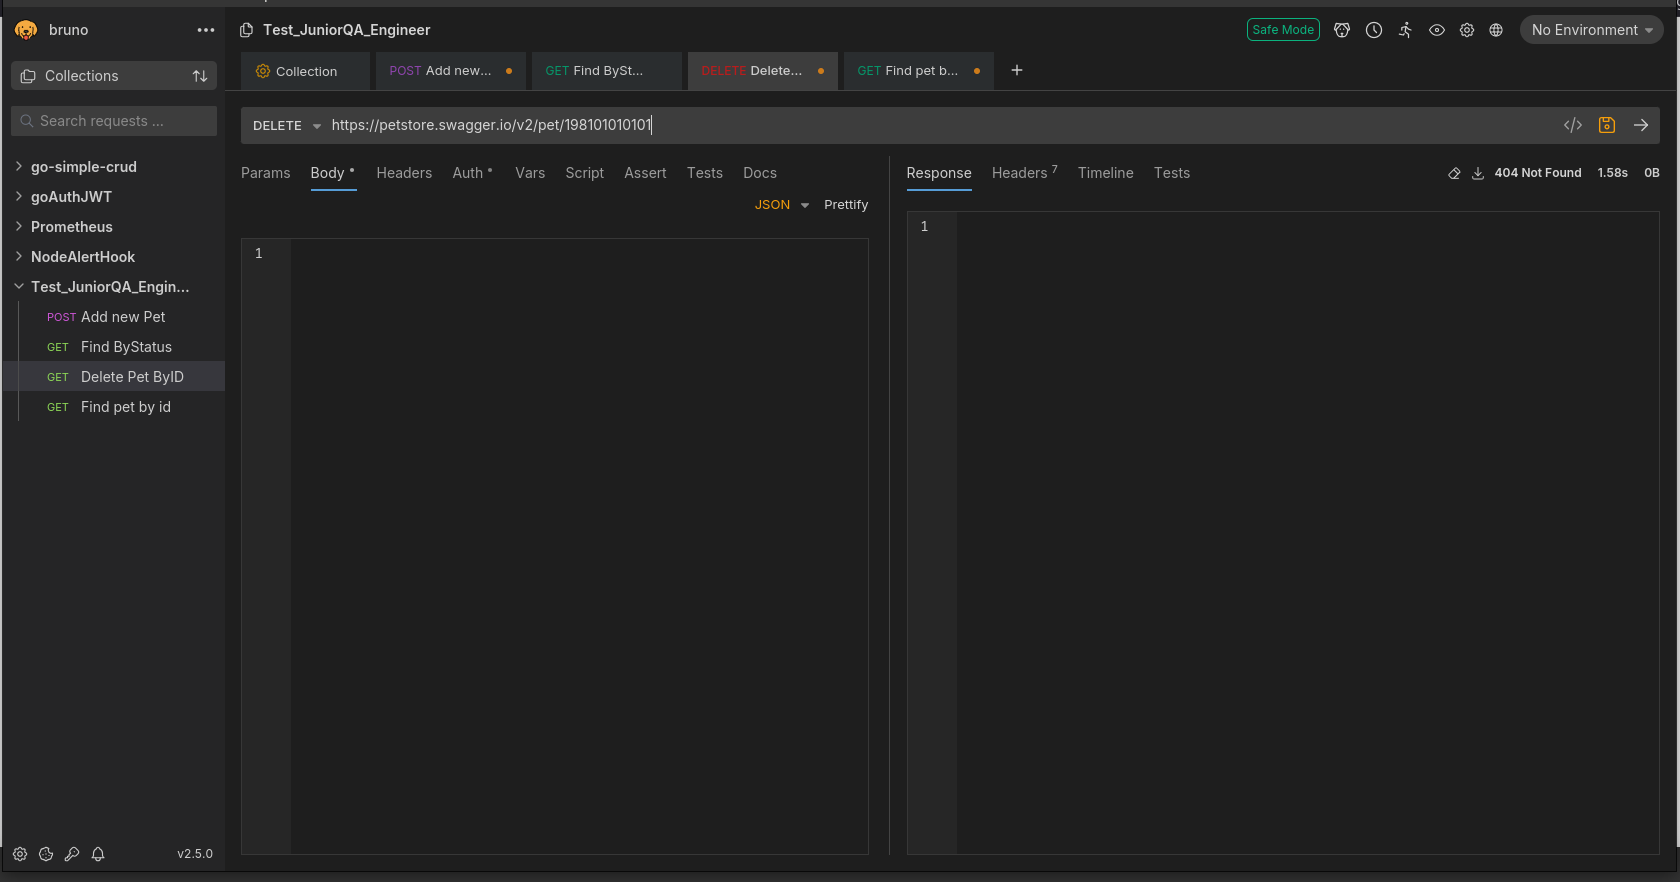 bruno
Test_JuniorQA_Engineer
Safe Mode
No Environment
Collections
Collection
POST Add new...
GET Find BySt...
DELETE Delete...
GET Find pet b...
Search requests ...
DELETE https://petstore.swagger.io/v2/pet/198101010101
go-simple-crud
goAuthJWT
Prometheus
NodeAlertHook
Test_JuniorQA_Engin...
POST Add new Pet
GET Find ByStatus
GET Delete Pet ByID
GET Find pet by id
v2.5.0
Params Body Headers Auth Vars Script Assert Tests Docs
JSON Prettify
1
Response Headers 7 Timeline Tests
404 Not Found 1.58s 0B
1